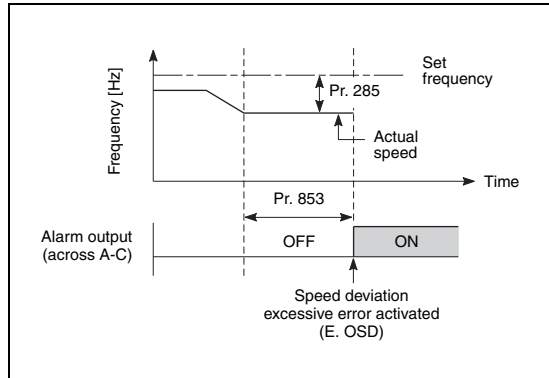 Set
frequency
Frequency [Hz]
Pr. 285
Actual
speed
Time
Pr. 853
Alarm output
(across A-C)
OFF
ON
Speed deviation
excessive error activated
(E. OSD)